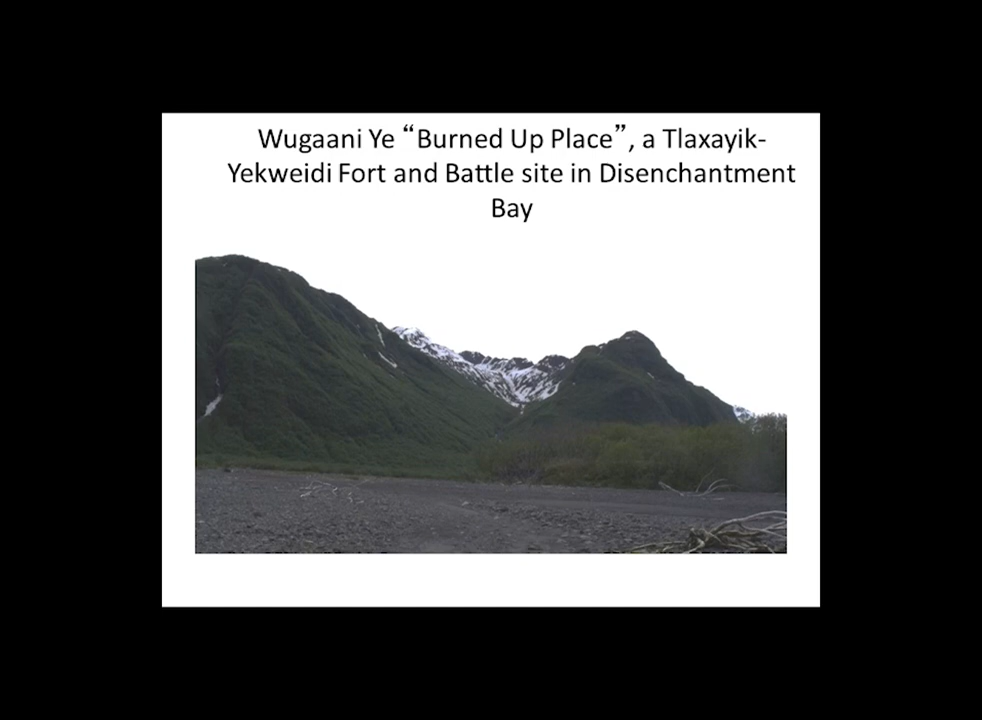 Wugaani Ye “Burned Up Place”, a Tlaxayik-
Yekweidi Fort and Battle site in Disenchantment
Bay